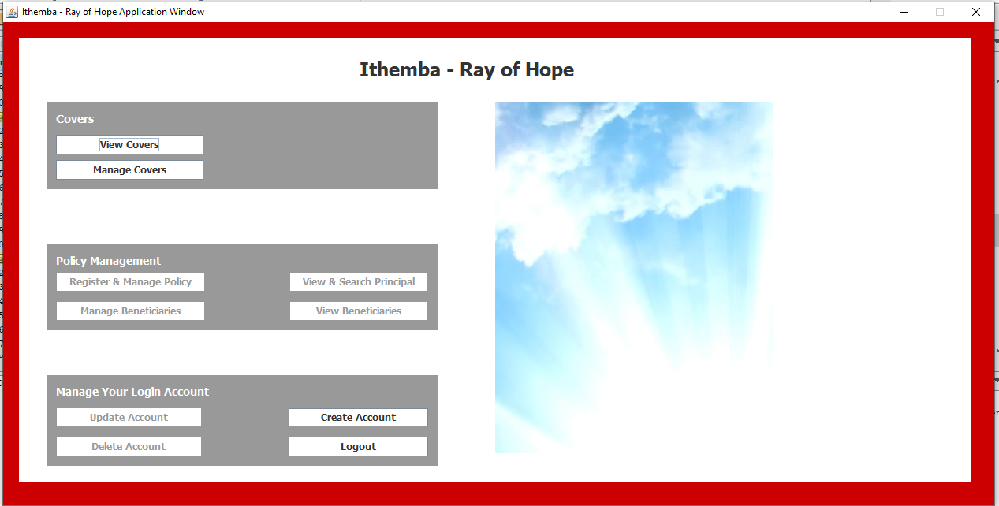 Ithemba - Ray of Hope Application Window
Ithemba - Ray of Hope
Covers
View Covers
Manage Covers
Policy Management
Register & Manage Policy
View & Search Principal
Manage Beneficiaries
View Beneficiaries
Manage Your Login Account
Update Account
Create Account
Delete Account
Logout